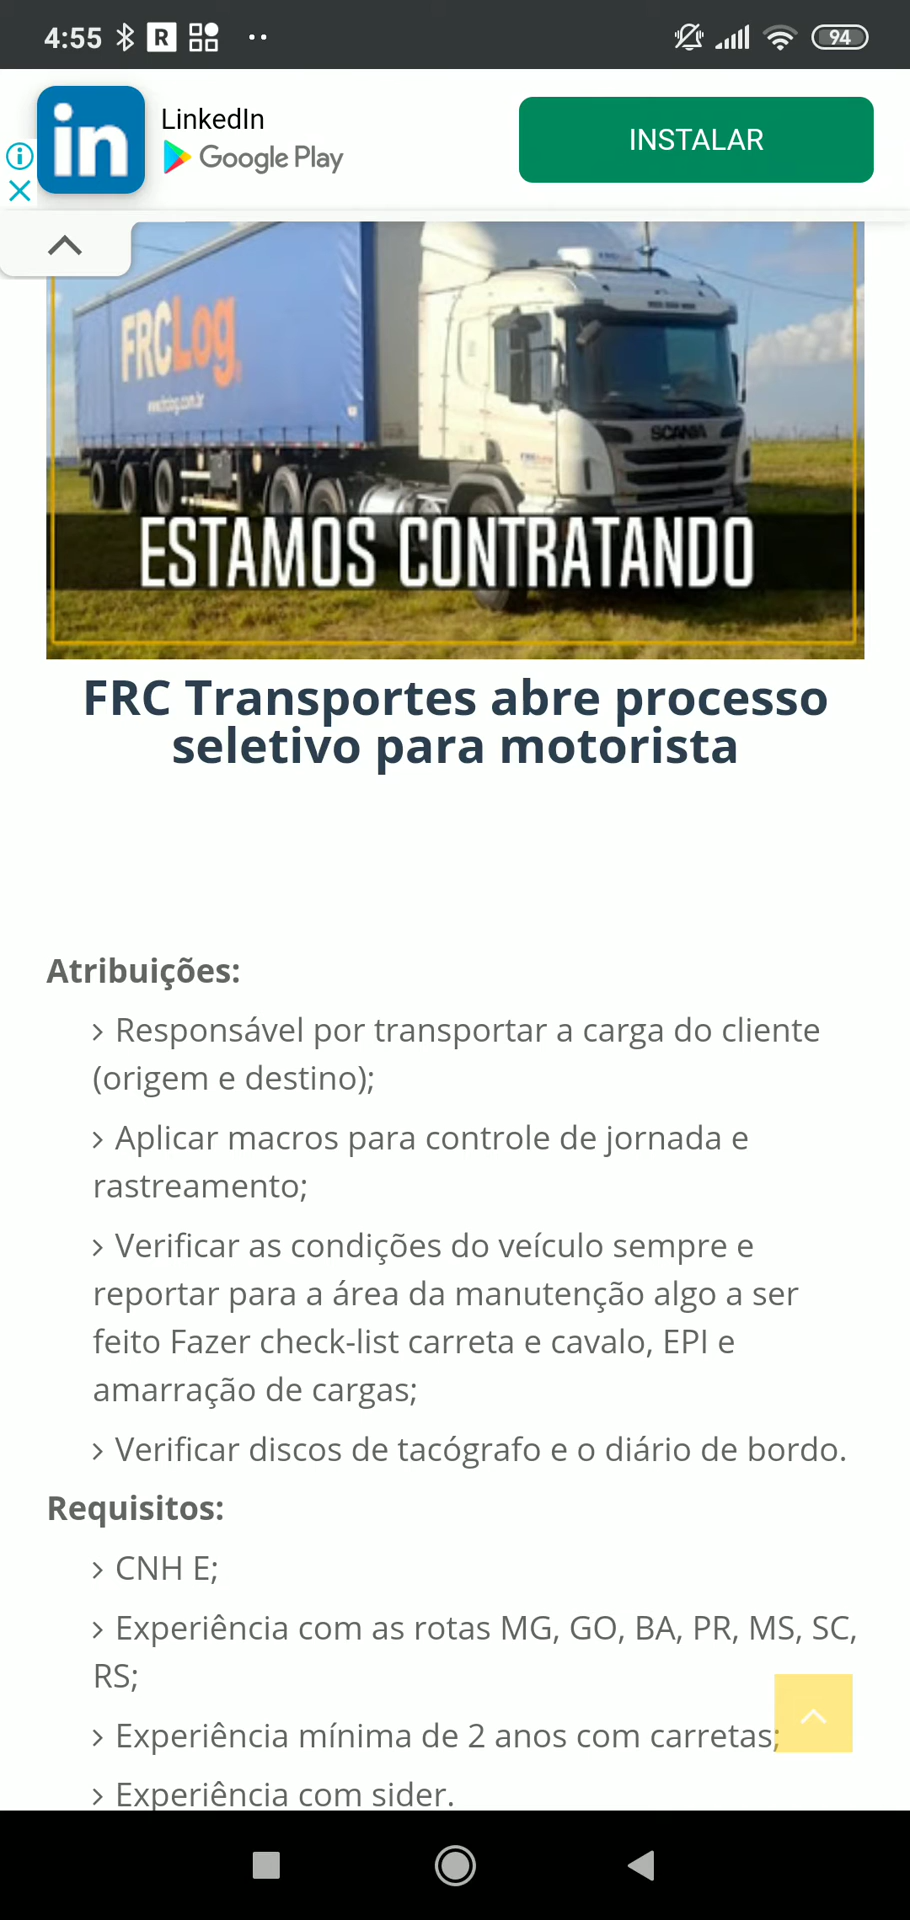 4:55
R
94
in
LinkedIn
Google Play
INSTALAR
FRCLog
SCANIA
ESTAMOS CONTRATANDO
FRC Transportes abre processo
seletivo para motorista
Atribuições:
> Responsável por transportar a carga do cliente
(origem e destino);
> Aplicar macros para controle de jornada e
rastreamento;
> Verificar as condições do veículo sempre e
reportar para a área da manutenção algo a ser
feito Fazer check-list carreta e cavalo, EPI e
amarração de cargas;
> Verificar discos de tacógrafo e o diário de bordo.
Requisitos:
> CNH E;
> Experiência com as rotas MG, GO, BA, PR, MS, SC,
RS;
> Experiência mínima de 2 anos com carretas;
> Experiência com sider.